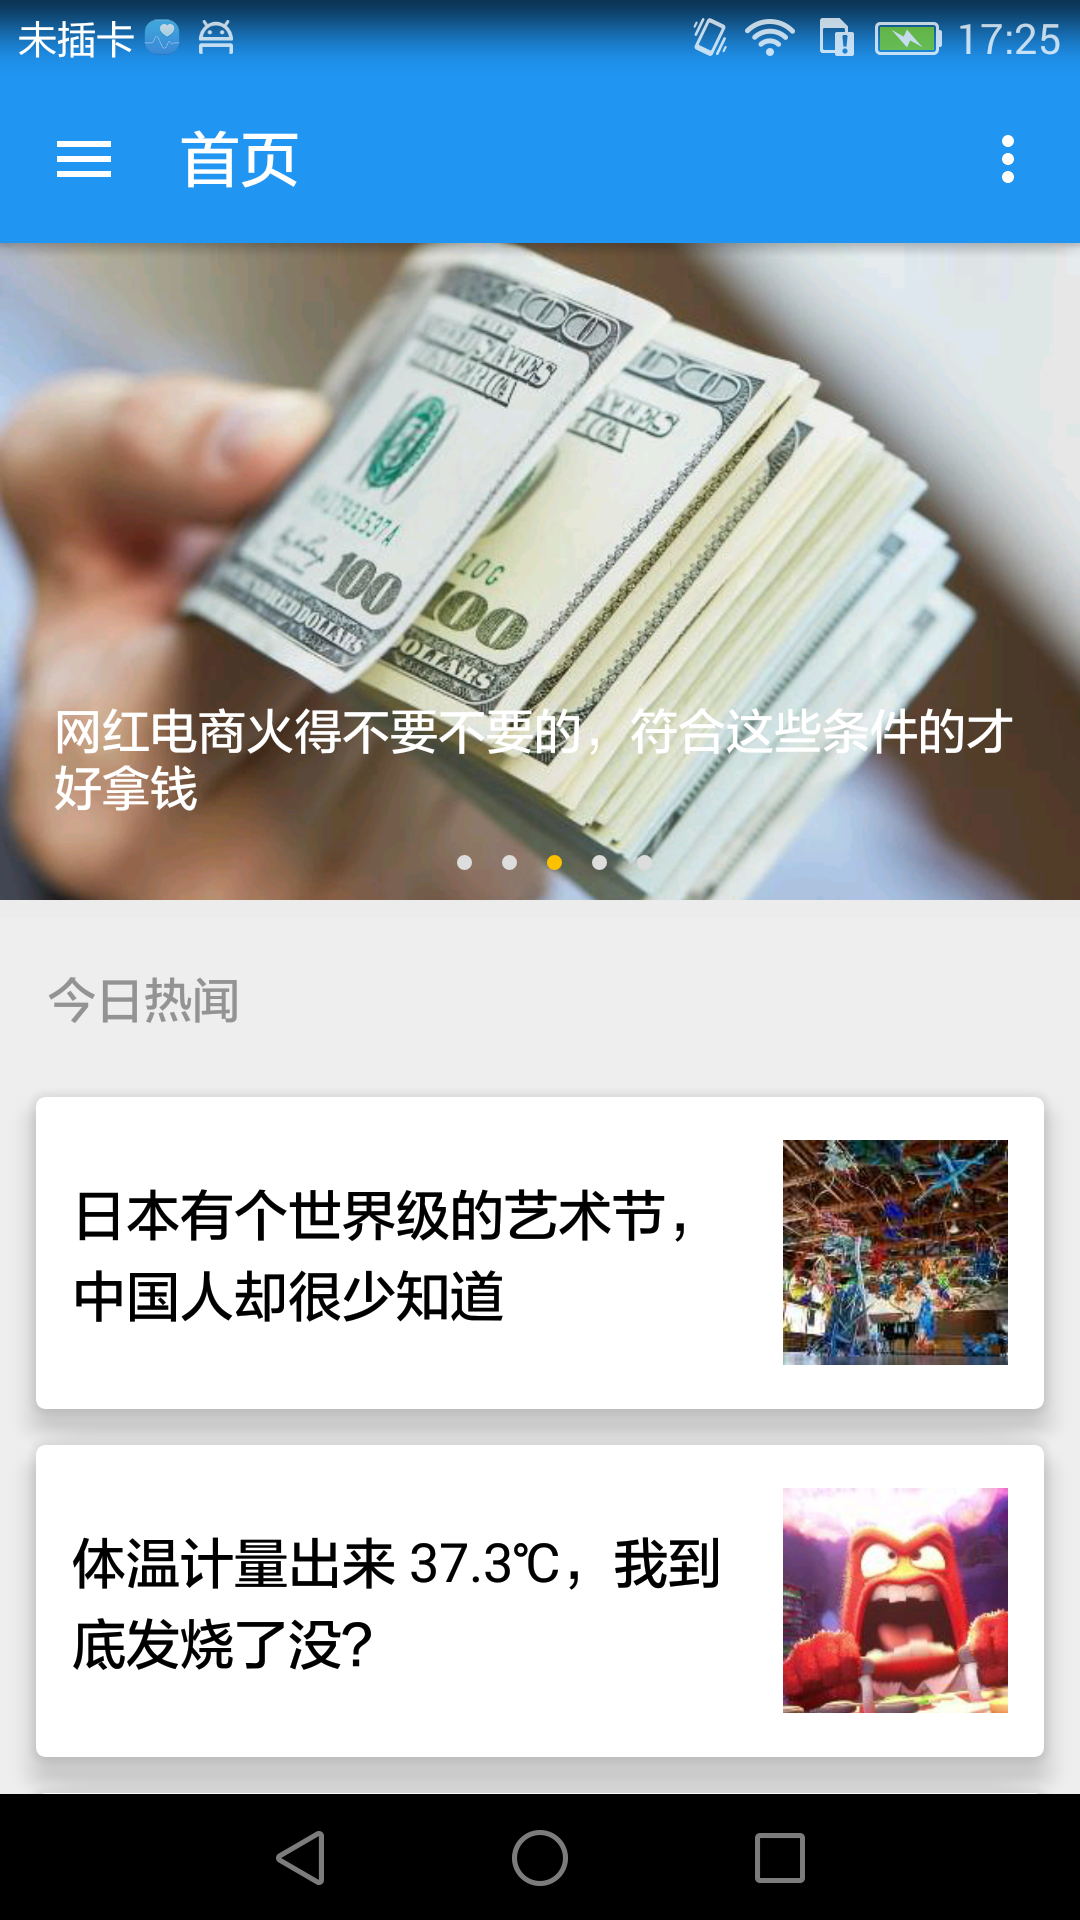 未插卡 17:25
首页
100
100
100
网红电商火得不要不要的，符合这些条件的才
好拿钱
今日热闻
日本有个世界级的艺术节，
中国人却很少知道
体温计量出来 37.3℃，我到
底发烧了没？